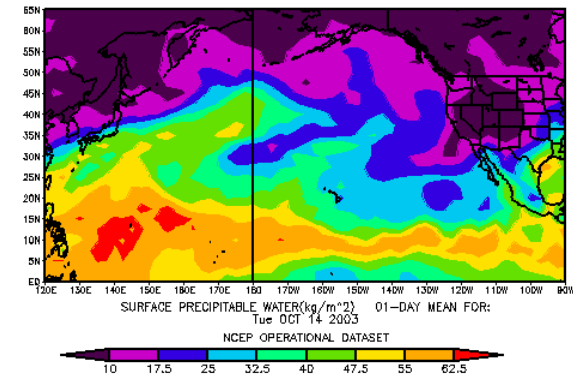 65N
60N
55N
50N
45N
40N
35N
30N
25N
20N
15N
10N
5N
EQ
120E 130E 140E 150E 160E 170E 180 170W 160W 150W 140W 130W 120W 110W 100W 90W
SURFACE PRECIPITABLE WATER(kg/m^2) 01-DAY MEAN FOR:
Tue OCT 14 2003
NCEP OPERATIONAL DATASET
10 17.5 25 32.5 40 47.5 55 62.5